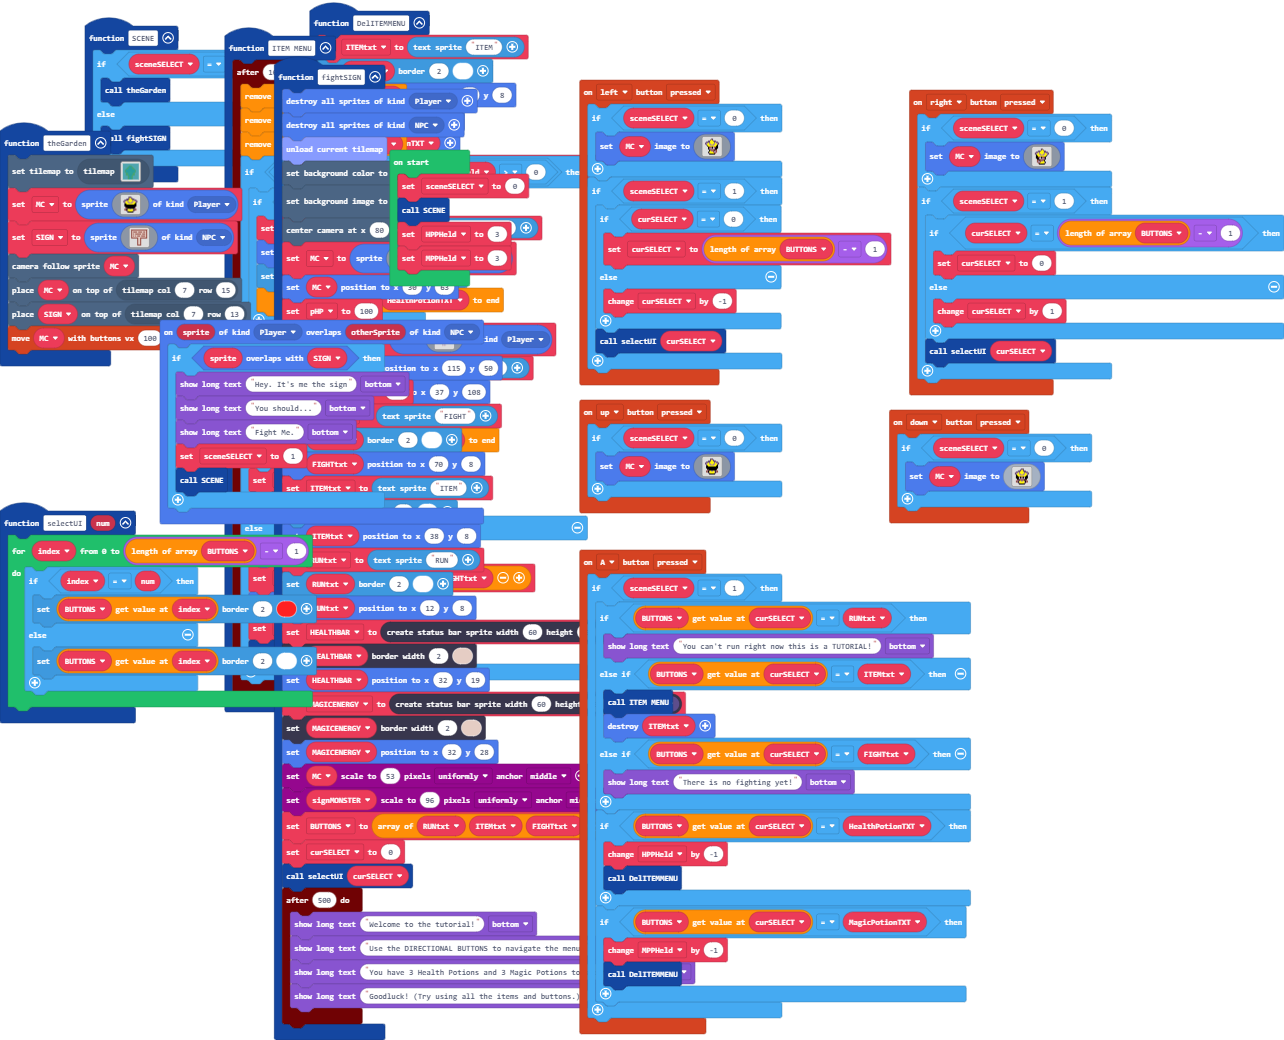 function DelITEMMENU
ITEMtxt to text sprite "ITEM"
border 2
y 8
function SCENE
if sceneSELECT =
call theGarden
else
call fightSIGN
function ITEM MENU
after
remove
remove
remove
if
set
set
set
else
set
set
function fightSIGN
destroy all sprites of kind Player
destroy all sprites of kind NPC
unload current tilemap
set background color to
set background image to
center camera at x 80
set MC to sprite
set MC position to x 30 y 63
set pHP to 100
HealthPotionTXT to end
ind Player
position to x 115 y 50
to x 37 y 108
text sprite "FIGHT"
border 2 to end
FIGHTtxt position to x 70 y 8
set ITEMtxt to text sprite "ITEM"
ITEMtxt position to x 38 y 8
RUNtxt to text sprite "RUN"
set RUNtxt border 2
position to x 12 y 8
set HEALTHBAR to create status bar sprite width 60 height
HEALTHBAR border width 2
set HEALTHBAR position to x 32 y 19
MAGICENERGY to create status bar sprite width 60 height
set MAGICENERGY border width 2
set MAGICENERGY position to x 32 y 28
set MC scale to 53 pixels uniformly anchor middle
set signMONSTER scale to 96 pixels uniformly anchor
set BUTTONS to array of RUNtxt ITEMtxt FIGHTtxt
set curSELECT to 0
call selectUI curSELECT
after 500 do
show long text "Welcome to the tutorial!" bottom
show long text "Use the DIRECTIONAL BUTTONS to navigate the menu
show long text "You have 3 Health Potions and 3 Magic Potions to
show long text "Goodluck! (Try using all the items and buttons.)
on start
set sceneSELECT to 0
call SCENE
set HPPHeld to 3
set MPPHeld to 3
function theGarden
set tilemap to tilemap
set MC to sprite of kind Player
set SIGN to sprite of kind NPC
camera follow sprite MC
place MC on top of tilemap col 7 row 15
place SIGN on top of tilemap col 7 row 13
move MC with buttons vx 100
on sprite of kind Player overlaps otherSprite of kind NPC
if sprite overlaps with SIGN then
show long text "Hey. It's me the sign" bottom
show long text "You should..." bottom
show long text "Fight Me." bottom
set sceneSELECT to 1
call SCENE
function selectUI num
for index from 0 to length of array BUTTONS - 1
do
if index = num then
set BUTTONS get value at index border 2
else
set BUTTONS get value at index border 2
on left button pressed
if sceneSELECT = 0 then
set MC image to
if sceneSELECT = 1 then
if curSELECT = 0 then
set curSELECT to length of array BUTTONS - 1
else
change curSELECT by -1
call selectUI curSELECT
on right button pressed
if sceneSELECT = 0 then
set MC image to
if sceneSELECT = 1 then
if curSELECT = length of array BUTTONS - 1 then
set curSELECT to 0
else
change curSELECT by 1
call selectUI curSELECT
on up button pressed
if sceneSELECT = 0 then
set MC image to
on down button pressed
if sceneSELECT = 0 then
set MC image to
on A button pressed
if sceneSELECT = 1 then
if BUTTONS get value at curSELECT = RUNtxt then
show long text "You can't run right now this is a TUTORIAL!" bottom
else if BUTTONS get value at curSELECT = ITEMtxt then
call ITEM MENU
destroy ITEMtxt
else if BUTTONS get value at curSELECT = FIGHTtxt then
show long text "There is no fighting yet!" bottom
if BUTTONS get value at curSELECT = HealthPotionTXT then
change HPPHeld by -1
call DelITEMMENU
if BUTTONS get value at curSELECT = MagicPotionTXT then
change MPPHeld by -1
call DelITEMMENU